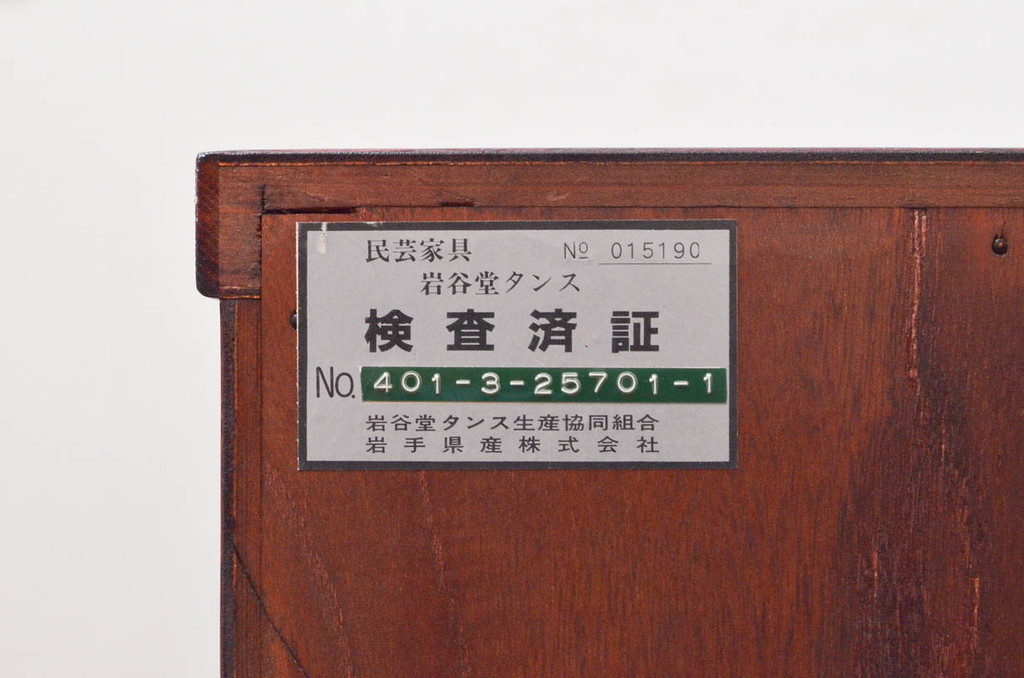 民芸家具 № 015190
岩谷堂タンス
検査済証
No. 401-3-25701-1
岩谷堂タンス生産協同組合
岩手県産株式会社